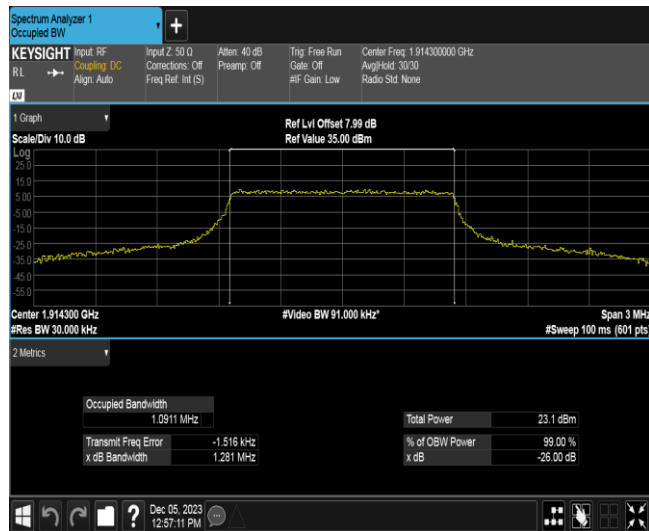 Spectrum Analyzer 1
Occupied BW
+
KEYSIGHT
RL
LXI
Input: RF
Coupling: DC
Align: Auto
Input Z: 50 Ω
Corrections: Off
Freq Ref: Int (S)
Atten: 40 dB
Preamp: Off
Trig: Free Run
Gate: Off
#IF Gain: Low
Center Freq: 1.914300000 GHz
Avg|Hold: 30/30
Radio Std: None
1 Graph
Scale/Div 10.0 dB
Ref Lvl Offset 7.99 dB
Ref Value 35.00 dBm
Log
25.0
15.0
5.00
-5.00
-15.0
-25.0
-35.0
-45.0
-55.0
Center 1.914300 GHz
#Res BW 30.000 kHz
#Video BW 91.000 kHz*
Span 3 MHz
#Sweep 100 ms (601 pts)
2 Metrics
Occupied Bandwidth
1.0911 MHz
Transmit Freq Error -1.516 kHz
x dB Bandwidth 1.281 MHz
Total Power 23.1 dBm
% of OBW Power 99.00 %
x dB -26.00 dB
?
Dec 05, 2023
12:57:11 PM